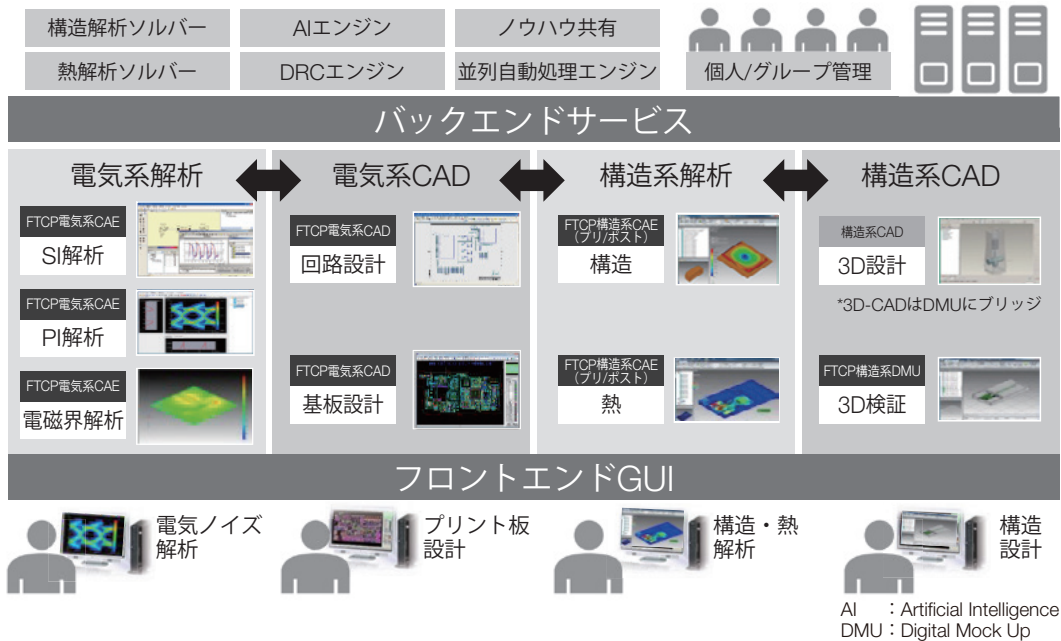 構造解析ソルバー
AIエンジン
ノウハウ共有
熱解析ソルバー
DRCエンジン
並列自動処理エンジン
個人/グループ管理
バックエンドサービス
電気系解析
電気系CAD
構造系解析
構造系CAD
FTCP電気系CAE
SI解析
FTCP電気系CAE
PI解析
FTCP電気系CAE
電磁界解析
FTCP電気系CAD
回路設計
FTCP電気系CAD
基板設計
FTCP構造系CAE
(プリ/ポスト)
構造
FTCP構造系CAE
(プリ/ポスト)
熱
構造系CAD
3D設計
*3D-CADはDMUにブリッジ
FTCP構造系DMU
3D検証
フロントエンドGUI
電気ノイズ
解析
プリント板
設計
構造・熱
解析
構造
設計
AI :Artificial Intelligence
DMU:Digital Mock Up